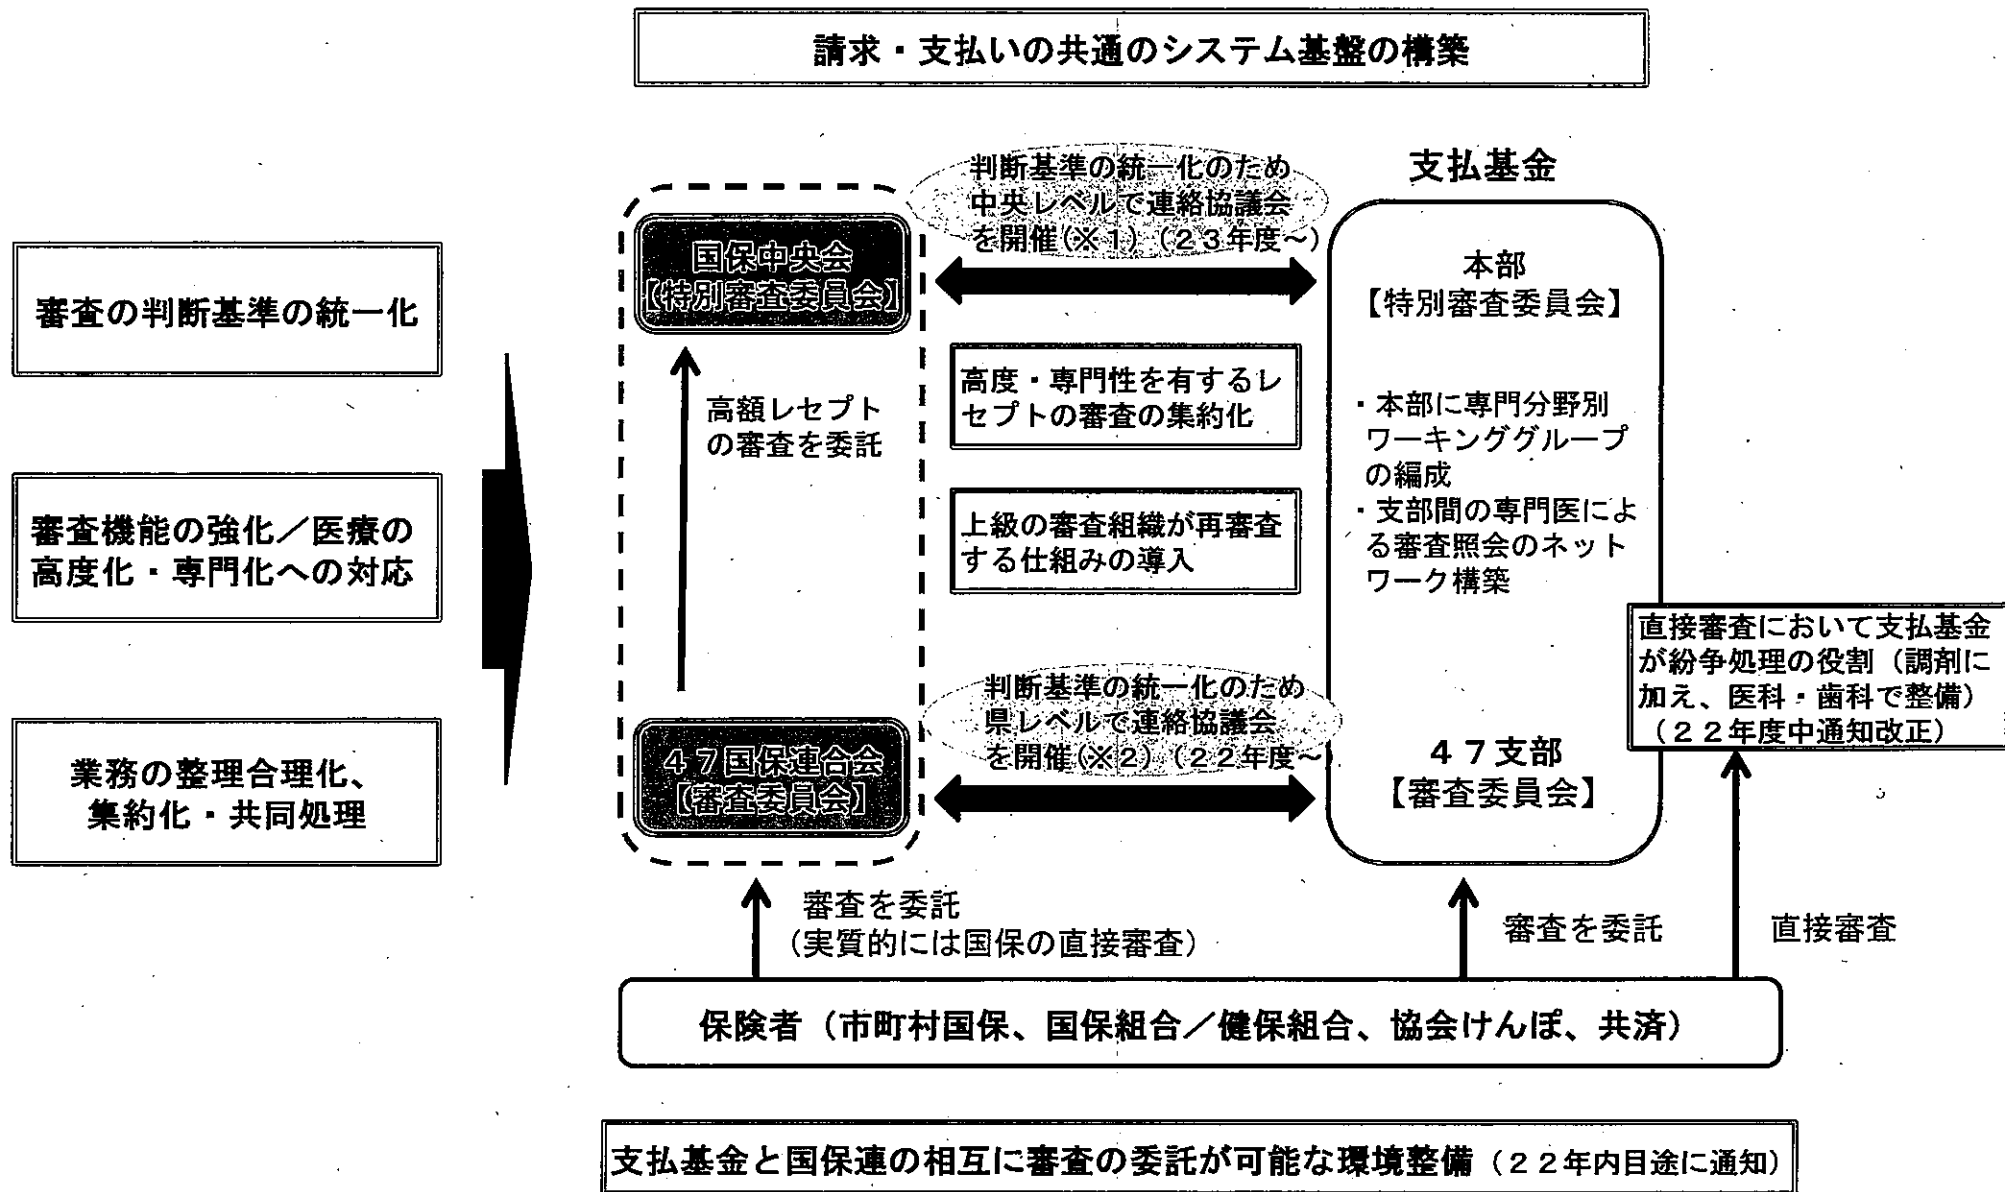 請求・支払いの共通のシステム基盤の構築
審査の判断基準の統一化
審査機能の強化／医療の
高度化・専門化への対応
業務の整理合理化、
集約化・共同処理
国保中央会
【特別審査委員会】
高額レセプト
の審査を委託
47国保連合会
【審査委員会】
判断基準の統一化のため
中央レベルで連絡協議会
を開催(※1)(23年度～)
高度・専門性を有するレ
セプトの審査の集約化
上級の審査組織が再審査
する仕組みの導入
判断基準の統一化のため
県レベルで連絡協議会
を開催(※2)(22年度～)
支払基金
本部
【特別審査委員会】
・本部に専門分野別
ワーキンググループ
の編成
・支部間の専門医によ
る審査照会のネット
ワーク構築
47支部
【審査委員会】
直接審査において支払基金
が紛争処理の役割（調剤に
加え、医科・歯科で整備）
（22年度中通知改正）
審査を委託
（実質的には国保の直接審査）
審査を委託
直接審査
保険者（市町村国保、国保組合／健保組合、協会けんぽ、共済）
支払基金と国保連の相互に審査の委託が可能な環境整備（22年内目途に通知）